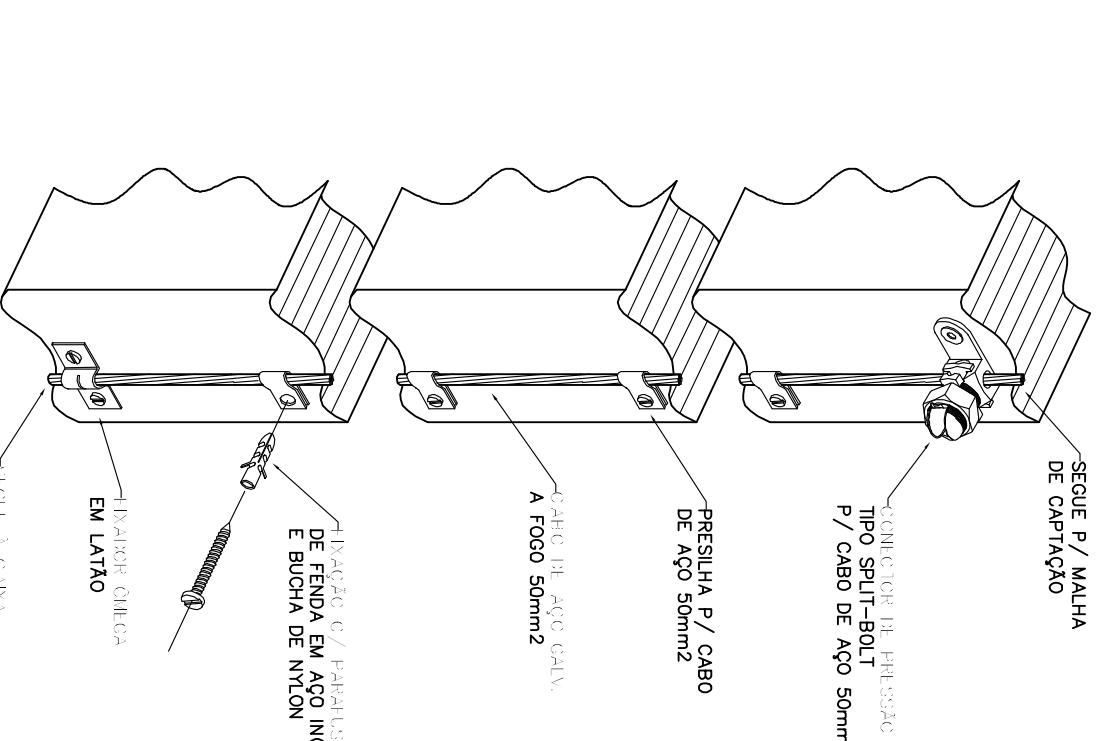 SEGUE P/ MALHA
DE CAPTAÇÃO
CONECTOR DE PRESSÃO
TIPO SPLIT-BOLT
P/ CABO DE AÇO 50mm
PRESILHA P/ CABO
DE AÇO 50mm2
CABO DE AÇO GALV.
A FOGO 50mm2
FIXAÇÃO C/ PARAFUS
DE FENDA EM AÇO INO
E BUCHA DE NYLON
FIXADOR ÔMEGA
EM LATÃO